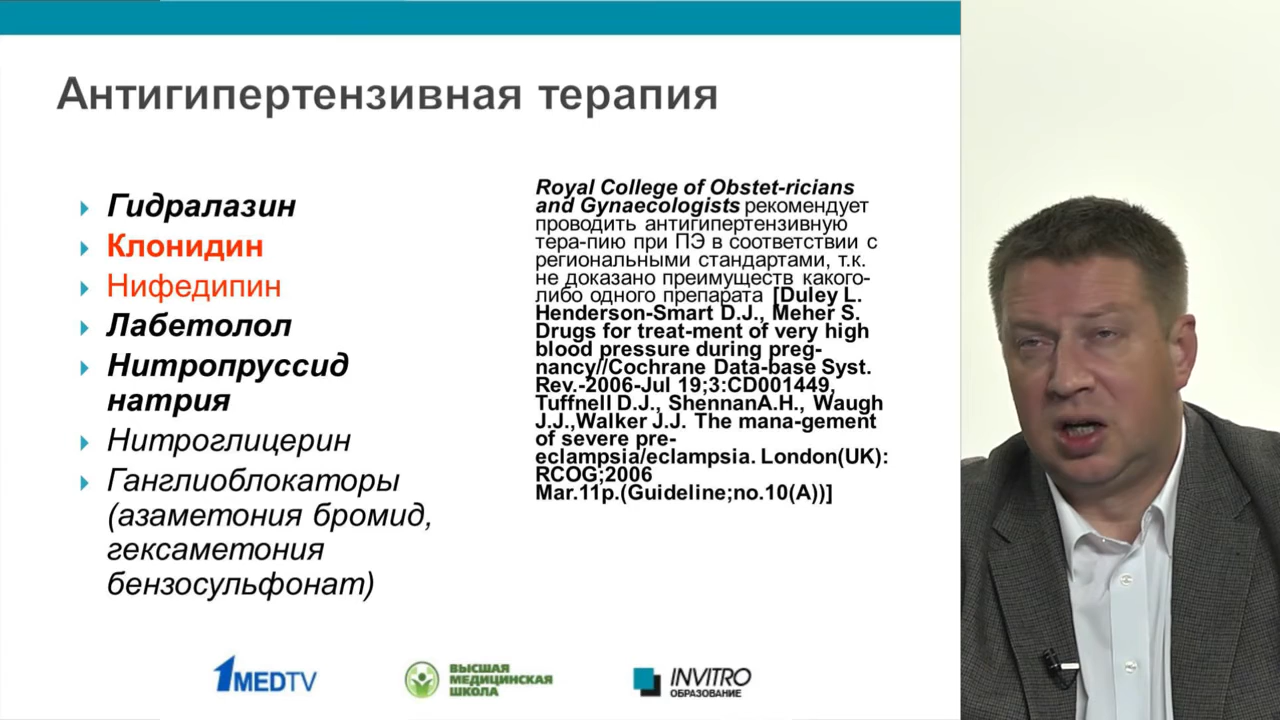 Антигипертензивная терапия
Гидралазин
Клонидин
Нифедипин
Лабетолол
Нитропруссид
натрия
Нитроглицерин
Ганглиоблокаторы
(азаметония бромид,
гексаметония
бензосульфонат)
Royal College of Obstet-ricians
and Gynaecologists рекомендует
проводить антигипертензивную
тера-пию при ПЭ в соответствии с
региональными стандартами, т.к.
не доказано преимуществ какого-
либо одного препарата [Duley L.
Henderson-Smart D.J., Meher S.
Drugs for treat-ment of very high
blood pressure during preg-
nancy//Cochrane Data-base Syst.
Rev.-2006-Jul 19;3:CD001449,
Tuffnell D.J., ShennanA.H., Waugh
J.J.,Walker J.J. The mana-gement
of severe pre-
eclampsia/eclampsia. London(UK):
RCOG;2006
Mar.11p.(Guideline;no.10(A))]
1MEDTV
ВЫСШАЯ
МЕДИЦИНСКАЯ
ШКОЛА
INVITRO
ОБРАЗОВАНИЕ